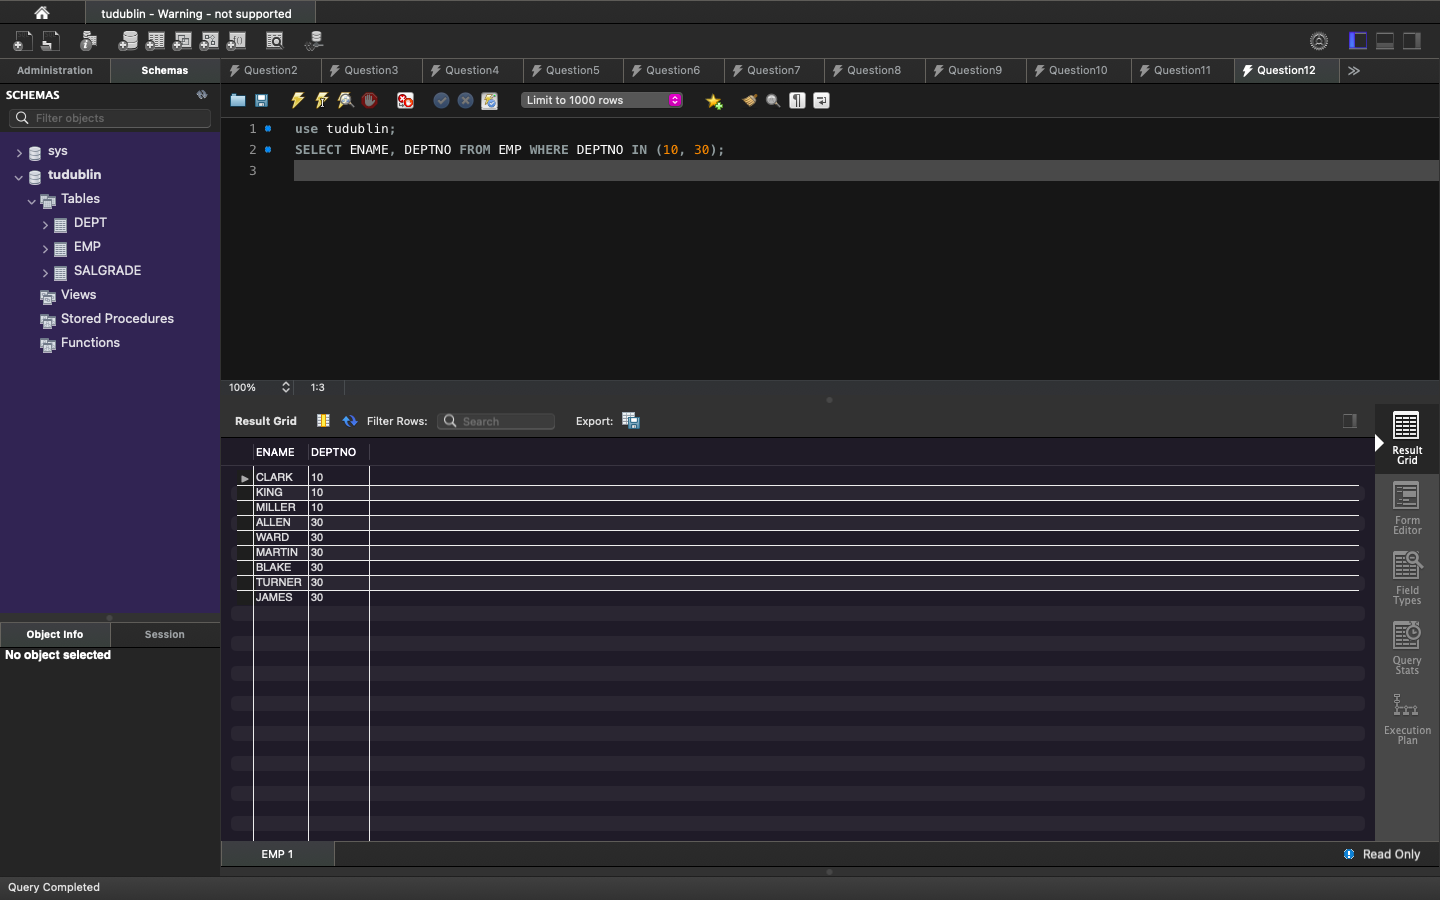 tudublin - Warning - not supported
Administration Schemas
Question2 Question3 Question4 Question5 Question6 Question7 Question8 Question9 Question10 Question11 Question12
SCHEMAS
Filter objects
Limit to 1000 rows
sys
tudublin
Tables
DEPT
EMP
SALGRADE
Views
Stored Procedures
Functions
1 use tudublin;
2 SELECT ENAME, DEPTNO FROM EMP WHERE DEPTNO IN (10, 30);
3
100% 1:3
Result Grid Filter Rows: Search Export:
ENAME DEPTNO
CLARK 10
KING 10
MILLER 10
ALLEN 30
WARD 30
MARTIN 30
BLAKE 30
TURNER 30
JAMES 30
Result
Grid
Form
Editor
Field
Types
Query
Stats
Execution
Plan
Object Info Session
No object selected
EMP 1 Read Only
Query Completed